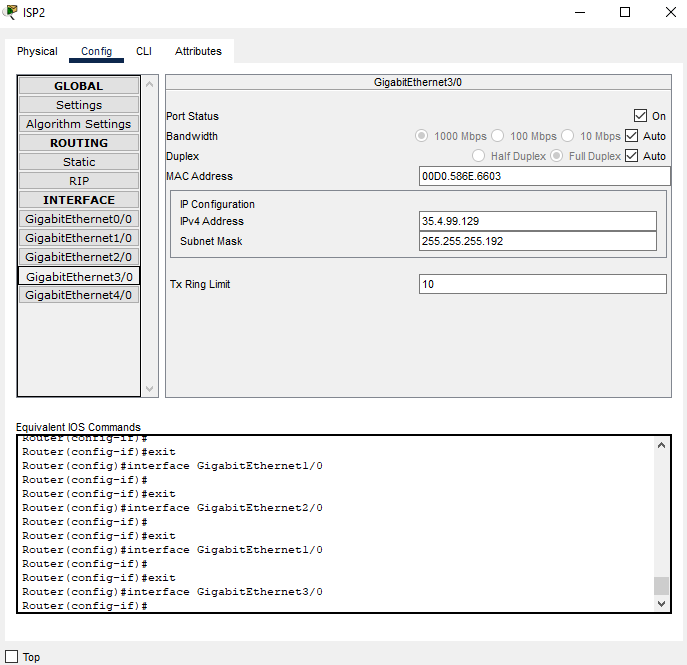 ISP2
Physical Config CLI Attributes
GLOBAL
Settings
Algorithm Settings
ROUTING
Static
RIP
INTERFACE
GigabitEthernet0/0
GigabitEthernet1/0
GigabitEthernet2/0
GigabitEthernet3/0
GigabitEthernet4/0
GigabitEthernet3/0
Port Status On
Bandwidth 1000 Mbps 100 Mbps 10 Mbps Auto
Duplex Half Duplex Full Duplex Auto
MAC Address 00D0.586E.6603
IP Configuration
IPv4 Address 35.4.99.129
Subnet Mask 255.255.255.192
Tx Ring Limit 10
Equivalent IOS Commands
Router(config-if)#
Router(config-if)#exit
Router(config)#interface GigabitEthernet1/0
Router(config-if)#
Router(config-if)#exit
Router(config)#interface GigabitEthernet2/0
Router(config-if)#
Router(config-if)#exit
Router(config)#interface GigabitEthernet1/0
Router(config-if)#
Router(config-if)#exit
Router(config)#interface GigabitEthernet3/0
Router(config-if)#
Top